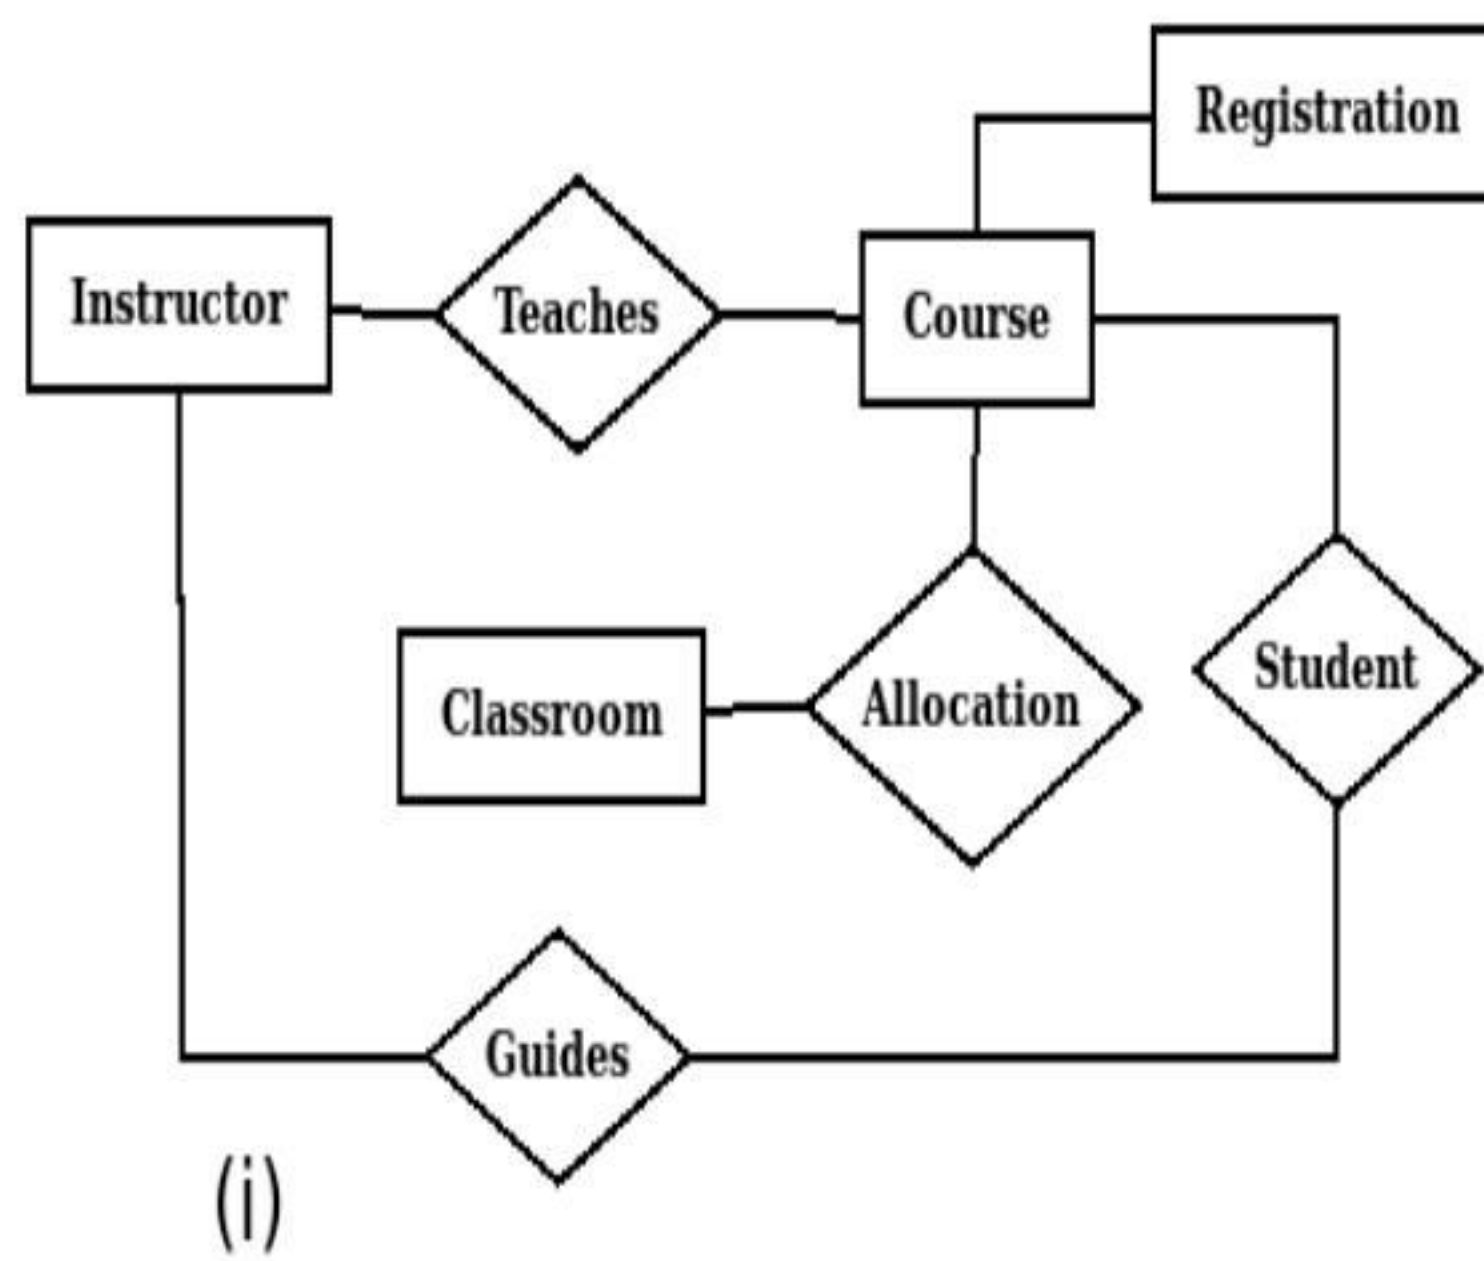 Registration
Instructor
Teaches
Course
Classroom
Allocation
Student
Guides
(i)